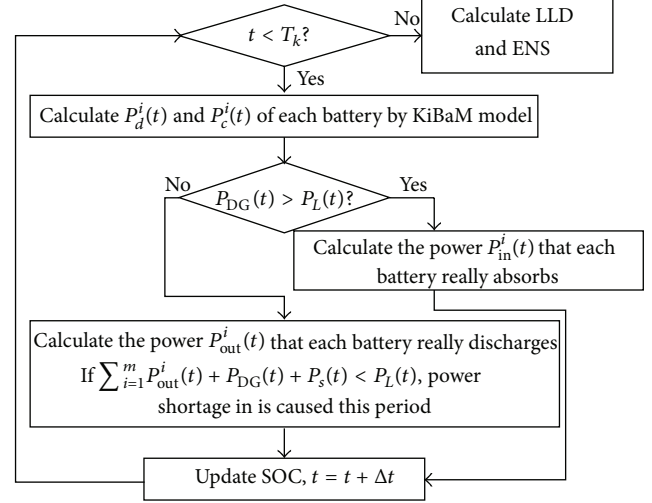 t < Tₖ?
No
Calculate LLD
and ENS
Yes
Calculate P_d^i(t) and P_c^i(t) of each battery by KiBaM model
No
Yes
P_DG(t) > P_L(t)?
Calculate the power P_in^i(t) that each
battery really absorbs
Calculate the power P_out^i(t) that each battery really discharges
If ∑_{i=1}^m P_out^i(t) + P_DG(t) + P_s(t) < P_L(t), power
shortage in is caused this period
Update SOC, t = t + Δt